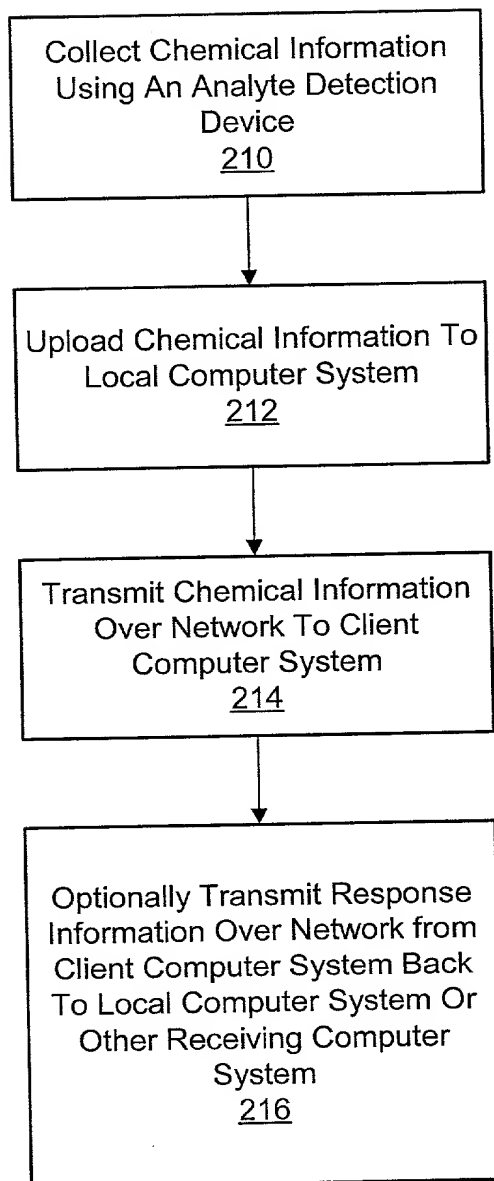 Collect Chemical Information
Using An Analyte Detection
Device
210
Upload Chemical Information To
Local Computer System
212
Transmit Chemical Information
Over Network To Client
Computer System
214
Optionally Transmit Response
Information Over Network from
Client Computer System Back
To Local Computer System Or
Other Receiving Computer
System
216